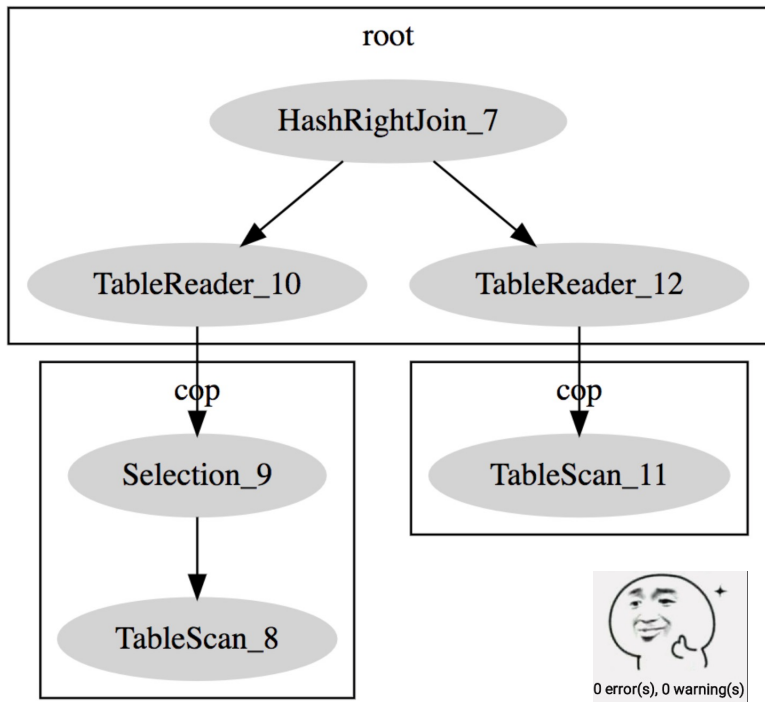 root
HashRightJoin_7
TableReader_10
TableReader_12
cop
cop
Selection_9
TableScan_11
TableScan_8
0 error(s), 0 warning(s)